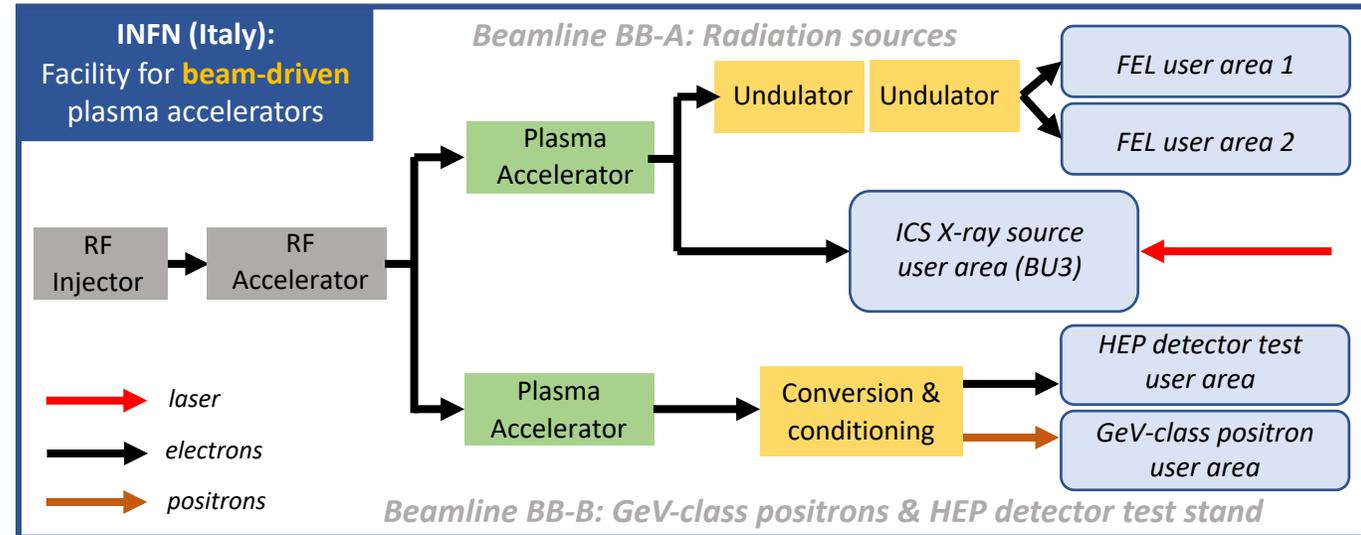 INFN (Italy):
Facility for beam-driven
plasma accelerators
Beamline BB-A: Radiation sources
Undulator
Undulator
FEL user area 1
FEL user area 2
Plasma
Accelerator
ICS X-ray source
user area (BU3)
RF
Injector
RF
Accelerator
HEP detector test
user area
Plasma
Accelerator
Conversion &
conditioning
GeV-class positron
user area
laser
electrons
positrons
Beamline BB-B: GeV-class positrons & HEP detector test stand